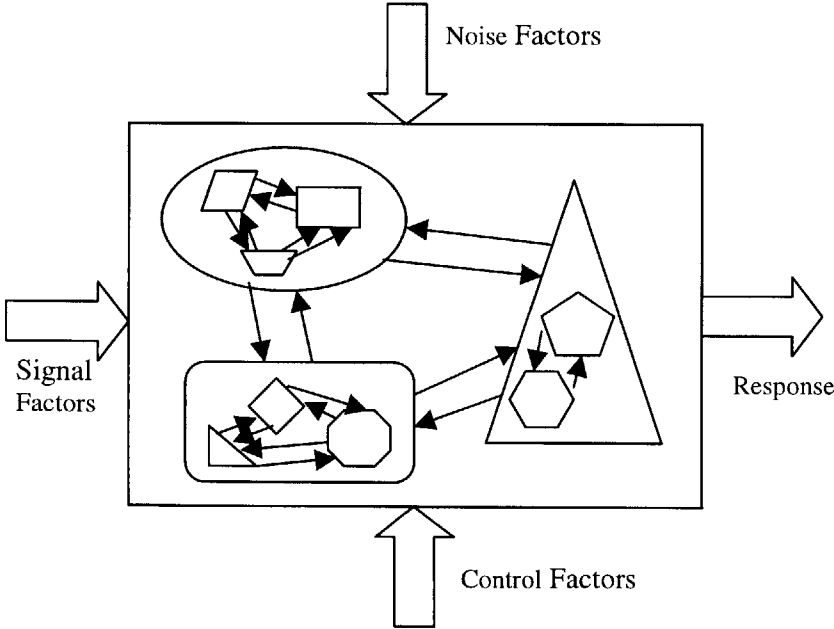 Noise Factors
Signal
Factors
Response
Control Factors